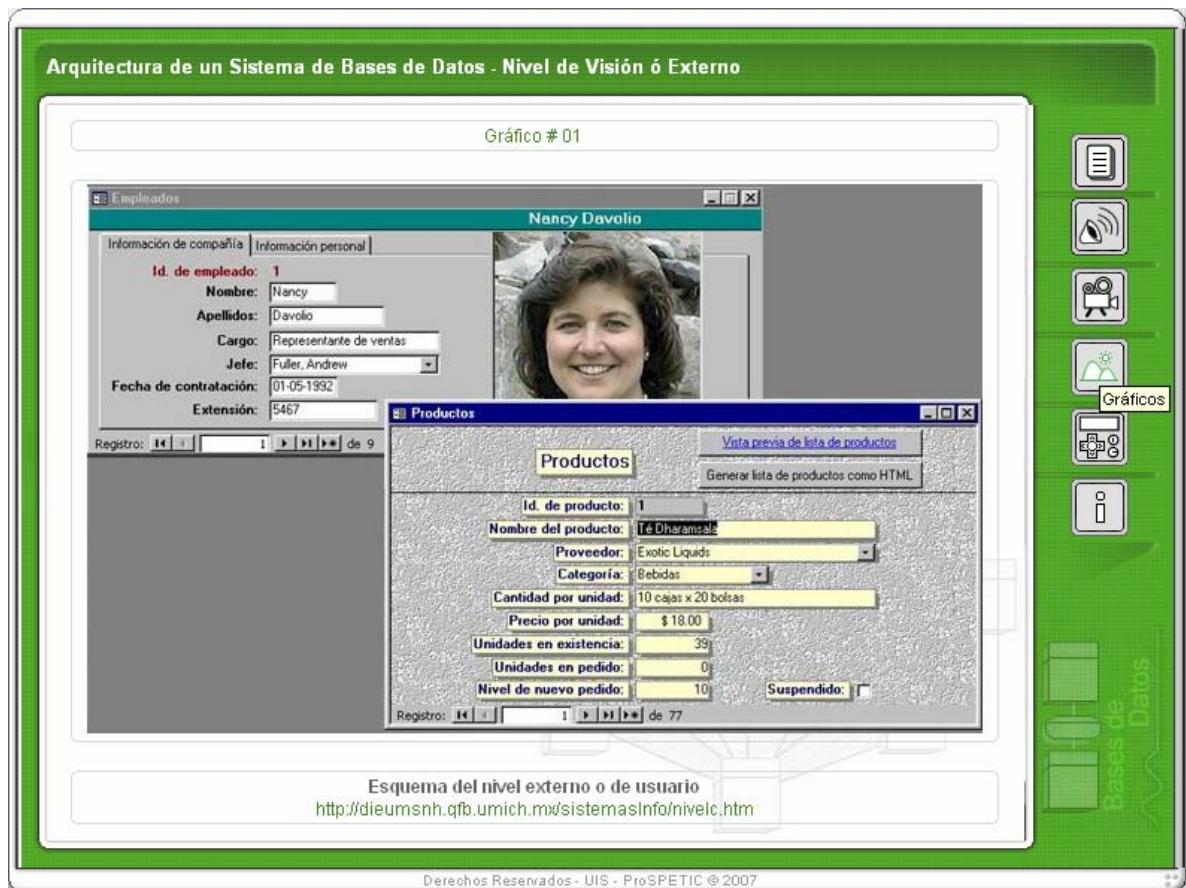 Arquitectura de un Sistema de Bases de Datos - Nivel de Visión ó Externo
Gráfico # 01
Empleados
Nancy Davolio
Información de compañía
Información personal
Id. de empleado: 1
Nombre: Nancy
Apellidos: Davolio
Cargo: Representante de ventas
Jefe: Fuller, Andrew
Fecha de contratación: 01-05-1992
Extensión: 5467
Registro: 1 de 9
Productos
Productos
Vista previa de lista de productos
Generar lista de productos como HTML
Id. de producto: 1
Nombre del producto: Té Dharamsala
Proveedor: Exotic Liquids
Categoría: Bebidas
Cantidad por unidad: 10 cajas x 20 bolsas
Precio por unidad: $ 18.00
Unidades en existencia: 39
Unidades en pedido: 0
Nivel de nuevo pedido: 10 Suspendido:
Registro: 1 de 77
Esquema del nivel externo o de usuario
http://dieumsnh.qfb.umich.mx/sistemasInfo/nivelc.htm
Gráficos
Bases de
Datos
Derechos Reservados - UIS - ProSPETIC © 2007